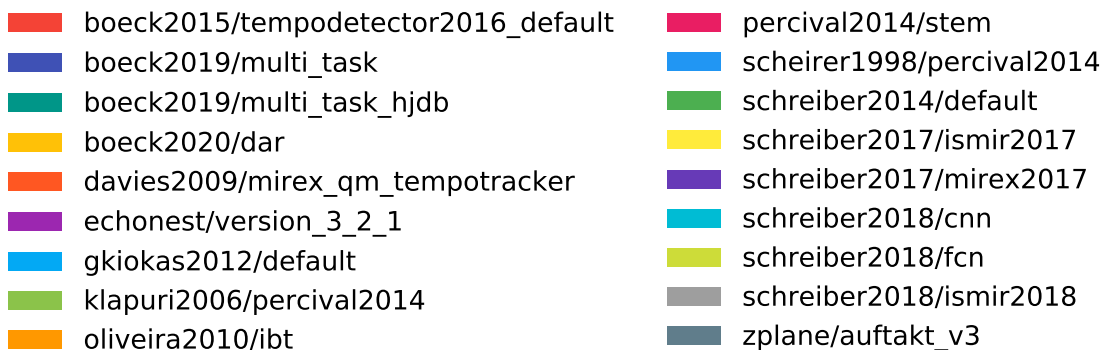 boeck2015/tempodetector2016_default
boeck2019/multi_task
boeck2019/multi_task_hjdb
boeck2020/dar
davies2009/mirex_qm_tempotracker
echonest/version_3_2_1
gkiokas2012/default
klapuri2006/percival2014
oliveira2010/ibt
percival2014/stem
scheirer1998/percival2014
schreiber2014/default
schreiber2017/ismir2017
schreiber2017/mirex2017
schreiber2018/cnn
schreiber2018/fcn
schreiber2018/ismir2018
zplane/auftakt_v3